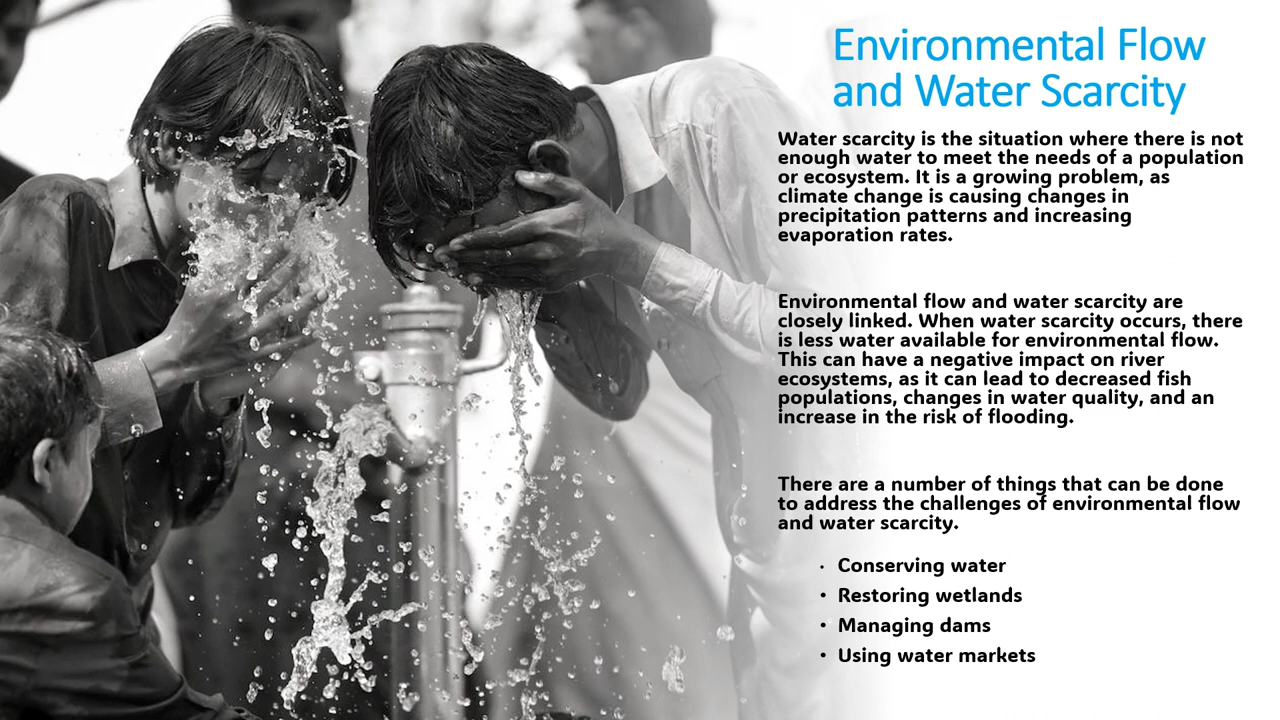 Environmental Flow
and Water Scarcity
Water scarcity is the situation where there is not
enough water to meet the needs of a population
or ecosystem. It is a growing problem, as
climate change is causing changes in
precipitation patterns and increasing
evaporation rates.
Environmental flow and water scarcity are
closely linked. When water scarcity occurs, there
is less water available for environmental flow.
This can have a negative impact on river
ecosystems, as it can lead to decreased fish
populations, changes in water quality, and an
increase in the risk of flooding.
There are a number of things that can be done
to address the challenges of environmental flow
and water scarcity.
• Conserving water
• Restoring wetlands
• Managing dams
• Using water markets